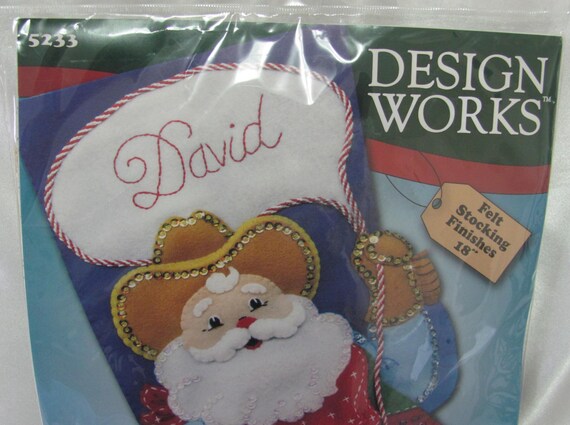 5233
DESIGN
WORKS™
David
Felt
Stocking
Finishes
18"